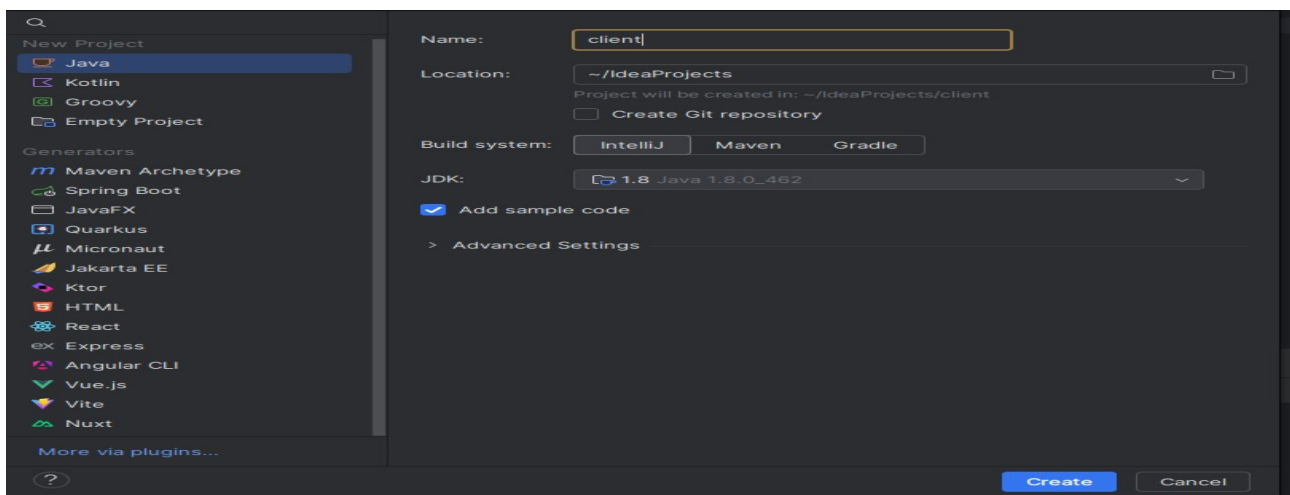 New Project
Java
Kotlin
Groovy
Empty Project
Generators
Maven Archetype
Spring Boot
JavaFX
Quarkus
Micronaut
Jakarta EE
Ktor
HTML
React
Express
Angular CLI
Vue.js
Vite
Nuxt
More via plugins...
?
Name: client
Location: ~/IdeaProjects
Project will be created in: ~/IdeaProjects/client
Create Git repository
Build system: IntelliJ Maven Gradle
JDK: 1.8 Java 1.8.0_462
Add sample code
> Advanced Settings
Create Cancel